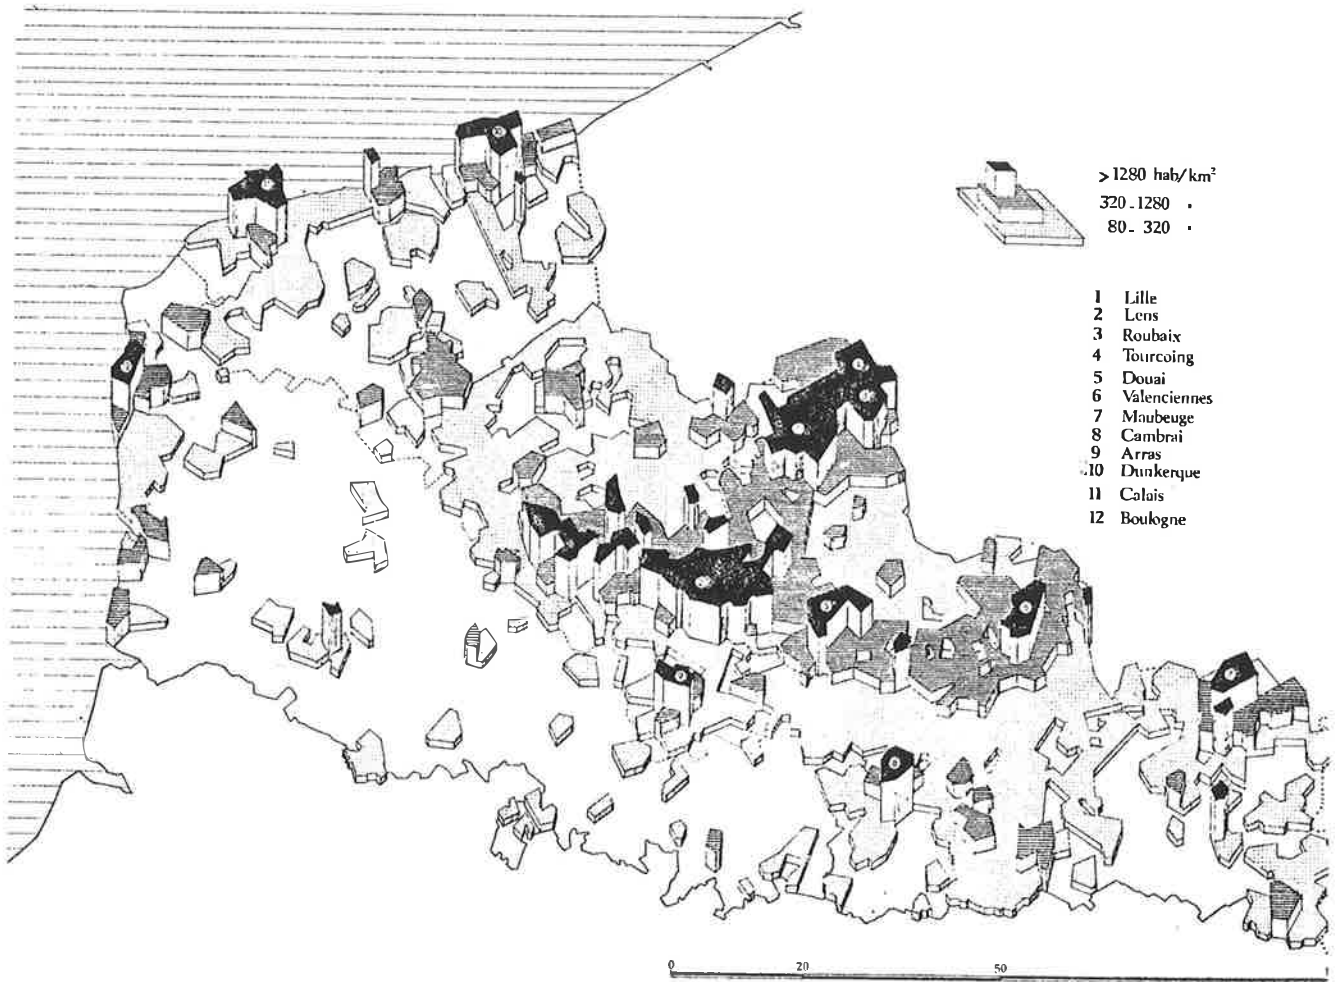 >1280 hab/km²
320-1280 "
80- 320 "
1 Lille
2 Lens
3 Roubaix
4 Tourcoing
5 Douai
6 Valenciennes
7 Maubeuge
8 Cambrai
9 Arras
10 Dunkerque
11 Calais
12 Boulogne
0 20 50